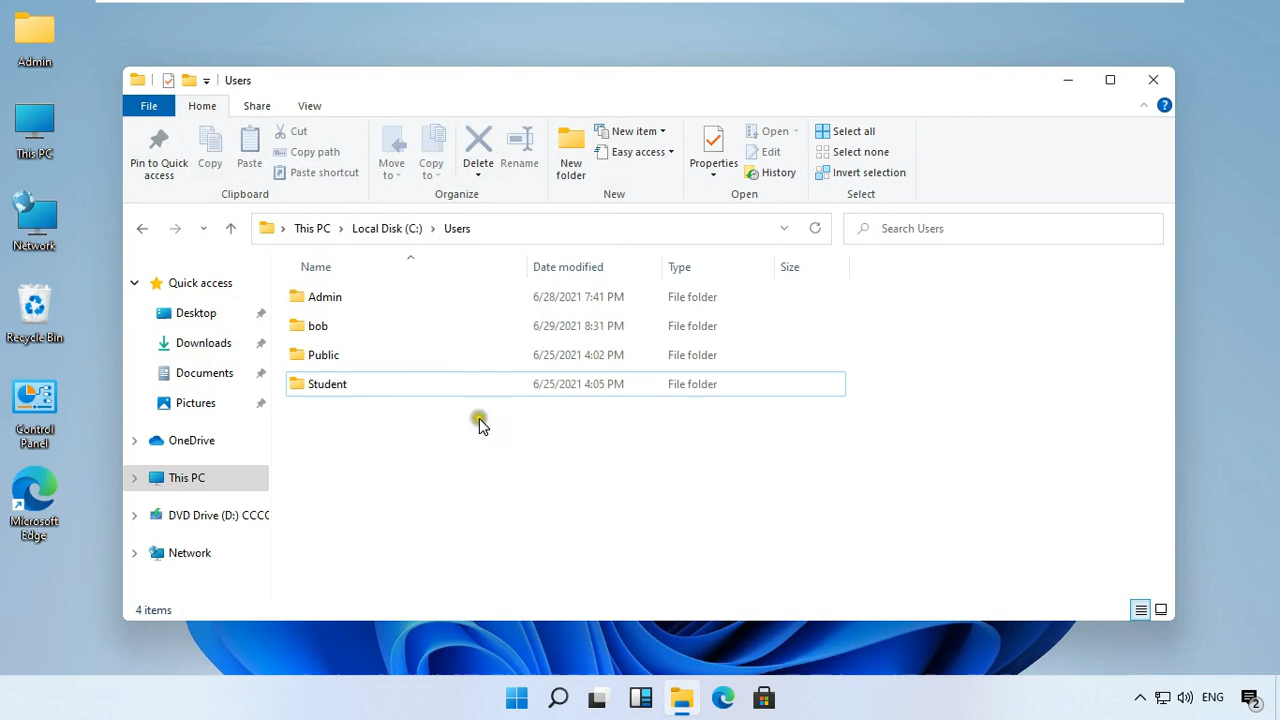 Admin
This PC
Network
Recycle Bin
Control
Panel
Microsoft
Edge
Users
File
Home
Share
View
Pin to Quick
access
Copy
Paste
Cut
Copy path
Paste shortcut
Clipboard
Move
to
Copy
to
Delete
Rename
Organize
New
folder
New item
Easy access
New
Properties
Open
Edit
History
Open
Select all
Select none
Invert selection
Select
This PC
Local Disk (C:)
Users
Search Users
Quick access
Desktop
Downloads
Documents
Pictures
OneDrive
This PC
DVD Drive (D:) CCCC
Network
Name Date modified Type Size
Admin 6/28/2021 7:41 PM File folder
bob 6/29/2021 8:31 PM File folder
Public 6/25/2021 4:02 PM File folder
Student 6/25/2021 4:05 PM File folder
4 items
ENG
2